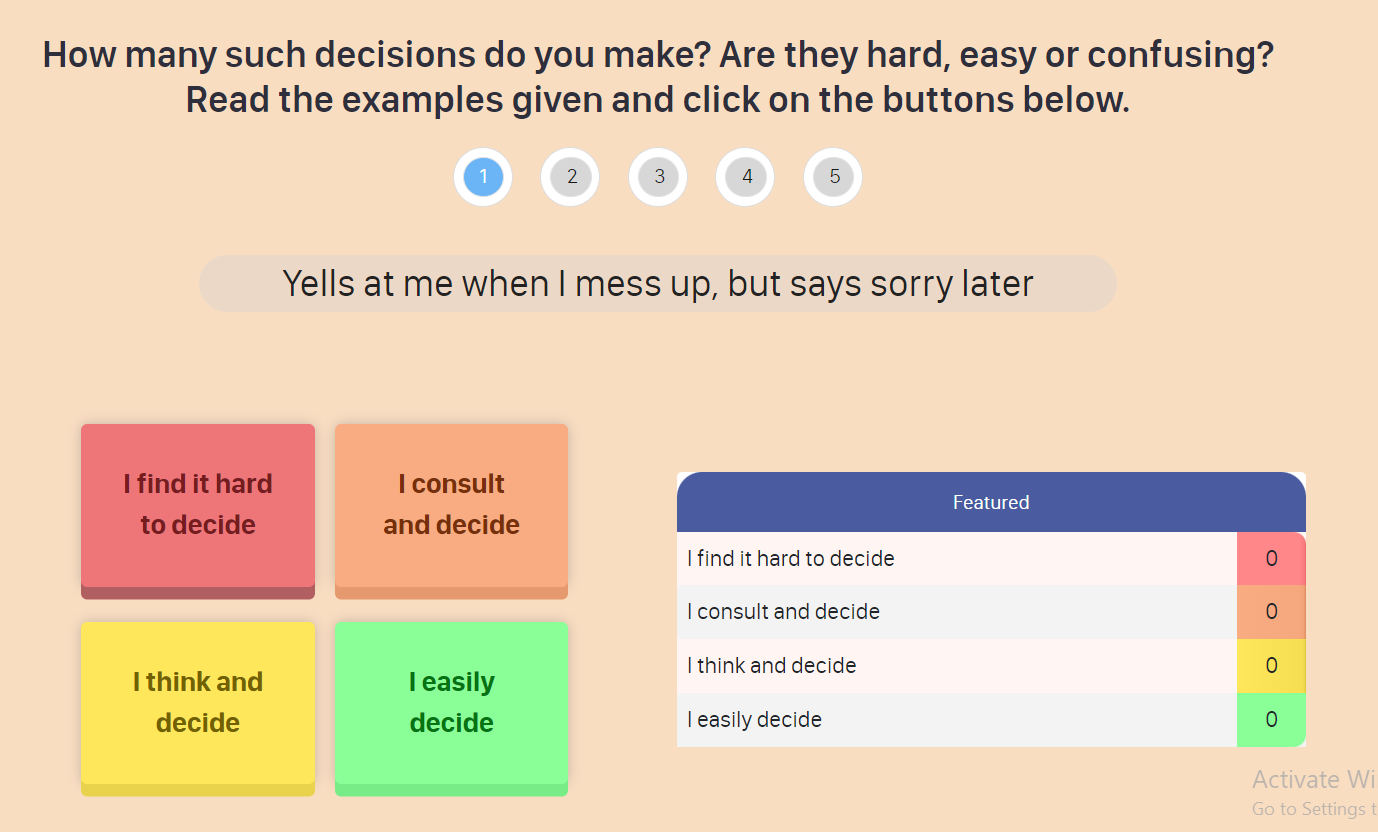 How many such decisions do you make? Are they hard, easy or confusing?
Read the examples given and click on the buttons below.
1 2 3 4 5
Yells at me when I mess up, but says sorry later
I find it hard
to decide
I consult
and decide
I think and
decide
I easily
decide
Featured
I find it hard to decide 0
I consult and decide 0
I think and decide 0
I easily decide 0
Activate Wi
Go to Settings t